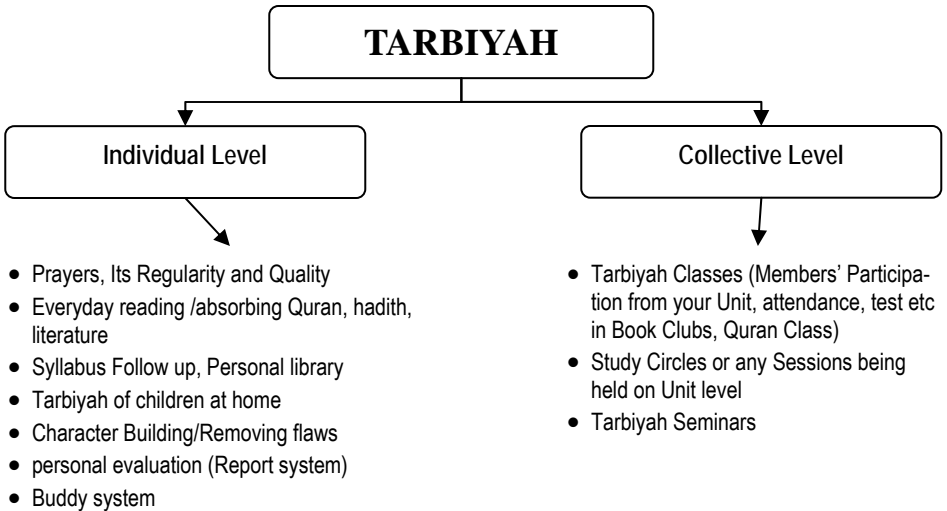 TARBIYAH
Individual Level
• Prayers, Its Regularity and Quality
• Everyday reading /absorbing Quran, hadith,
literature
• Syllabus Follow up, Personal library
• Tarbiyah of children at home
• Character Building/Removing flaws
• personal evaluation (Report system)
• Buddy system
Collective Level
• Tarbiyah Classes (Members’ Participa-
tion from your Unit, attendance, test etc
in Book Clubs, Quran Class)
• Study Circles or any Sessions being
held on Unit level
• Tarbiyah Seminars